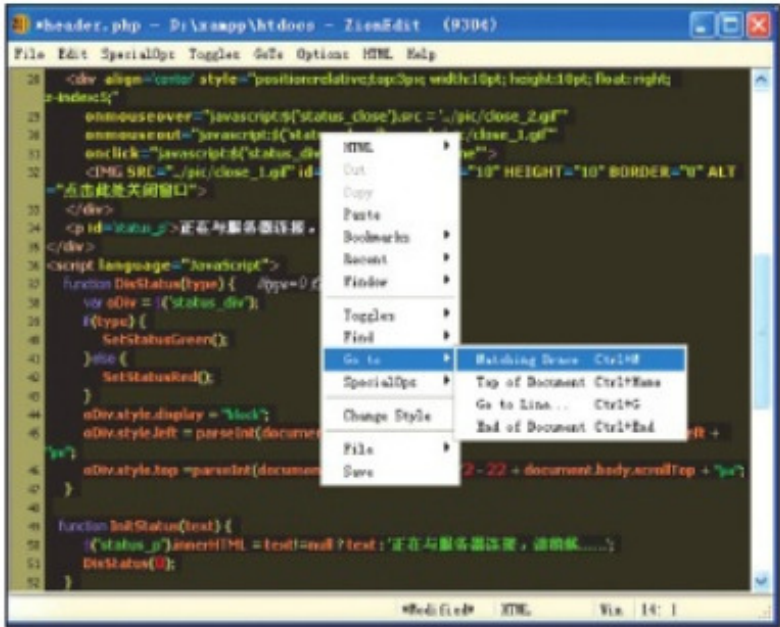 *header.php - D:\xampp\htdocs - ZionEdit (9304)
File Edit SpecialOps Toggles GoTo Options HTML Help
28 <div align='center' style="position:relative;top:3px; width:10pt; height:10pt; float: right;
z-index:5;"
29 onmouseover="javascript:$('status_close').src = '../pic/close_2.gif'"
30 onmouseout="javascript:$('stat /close_1.gif'"
31 onclick="javascript:$('status_div
32 <IMG SRC="../pic/close_1.gif" id= "10" HEIGHT="10" BORDER="0" ALT
="点击此处关闭窗口">
33 </div>
34 <p id='status_p'>正在与服务器连接，
35 </div>
36 <script language="JavaScript">
37 function DisStatus(type) { //type=0
38 var oDiv = $('status_div');
39 if(type) {
40 SetStatusGreen();
41 }else {
42 SetStatusRed();
43 }
44 oDiv.style.display = "block";
45 oDiv.style.left = parseInt(documen eft +
"px");
46 oDiv.style.top =parseInt(documen /2 - 22 + document.body.scrollTop + "px");
47 }
48
49 function InitStatus(text) {
50 $('status_p').innerHTML = text!=null ? text : '正在与服务器连接，请稍候......';
51 DisStatus(0);
52 }
HTML
Cut
Copy
Paste
Bookmarks
Recent
Window
Toggles
Find
Go to
SpecialOps
Change Style
File
Save
Matching Brace Ctrl+M
Top of Document Ctrl+Home
Go to Line... Ctrl+G
End of Document Ctrl+End
*Modified* HTML Win 14: 1